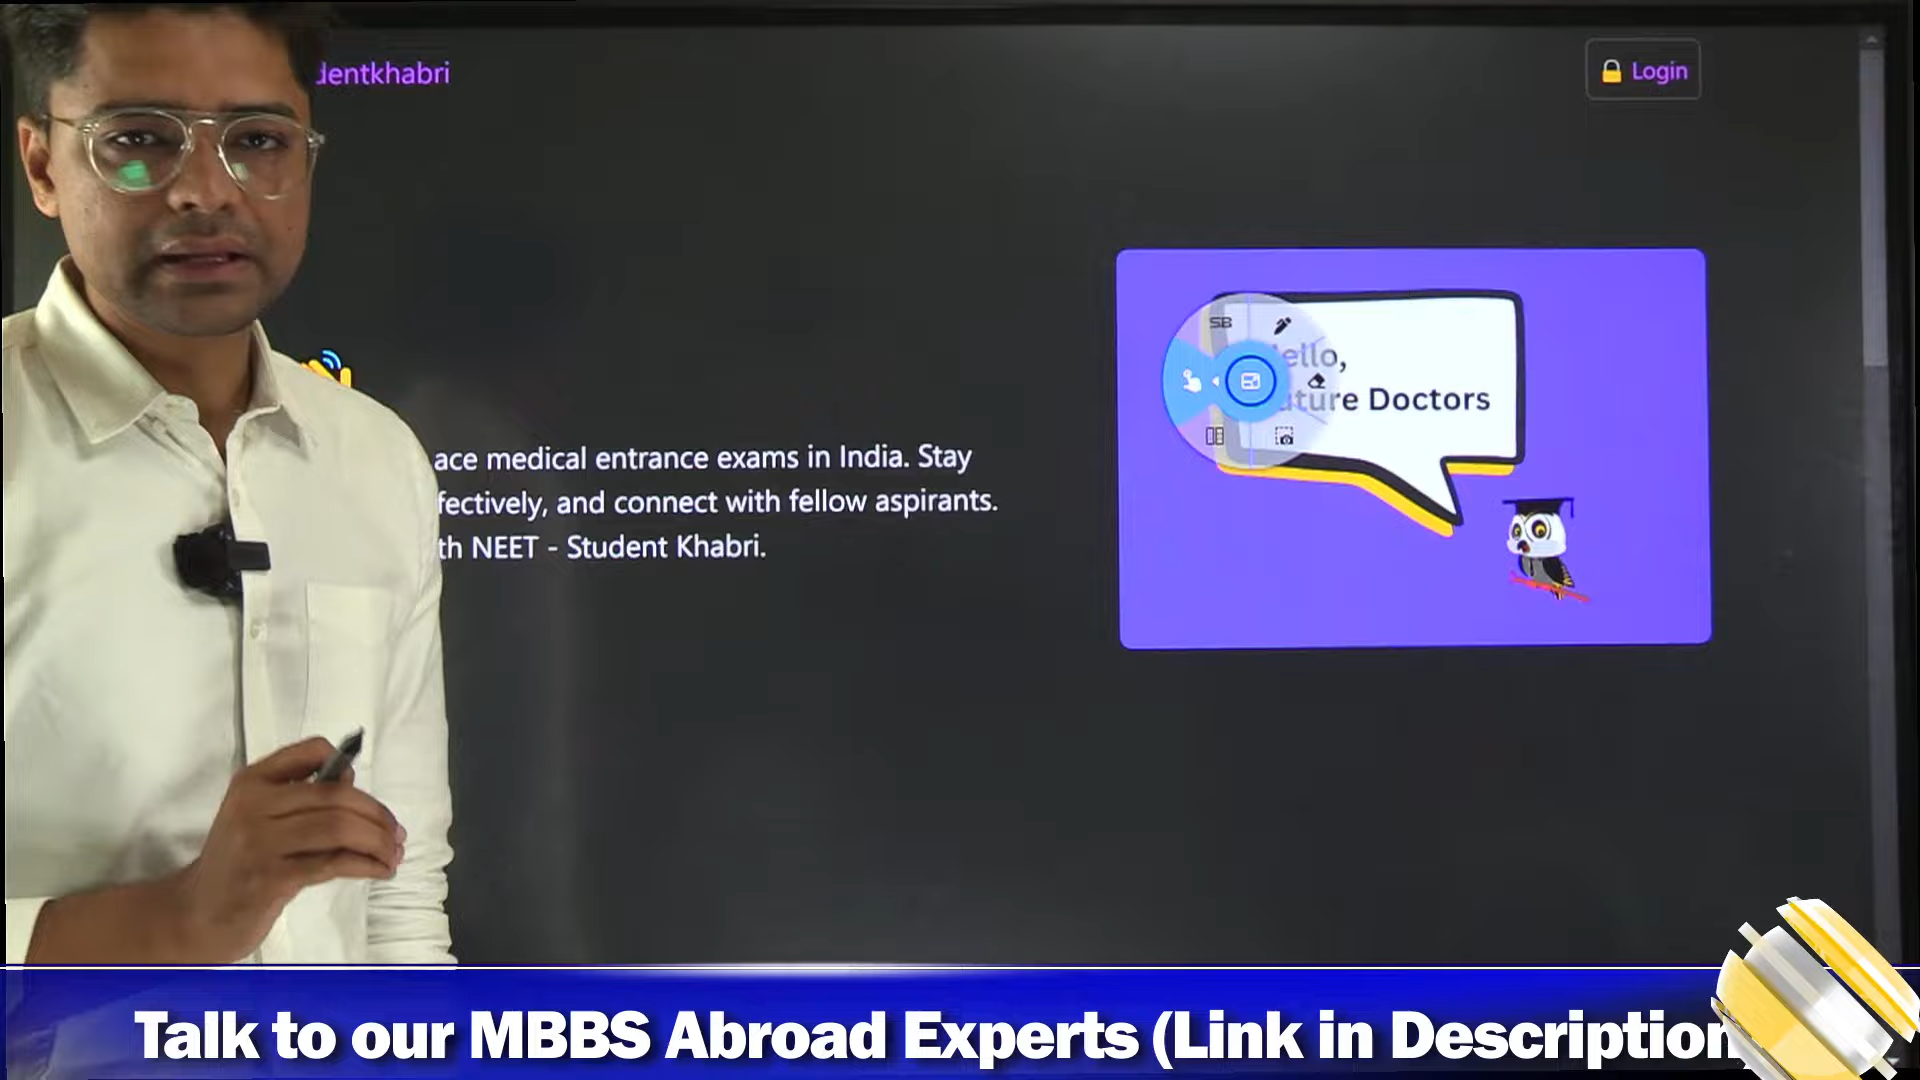 dentkhabri
Login
SB
ello,
uture Doctors
ace medical entrance exams in India. Stay
fectively, and connect with fellow aspirants.
th NEET - Student Khabri.
Talk to our MBBS Abroad Experts (Link in Description